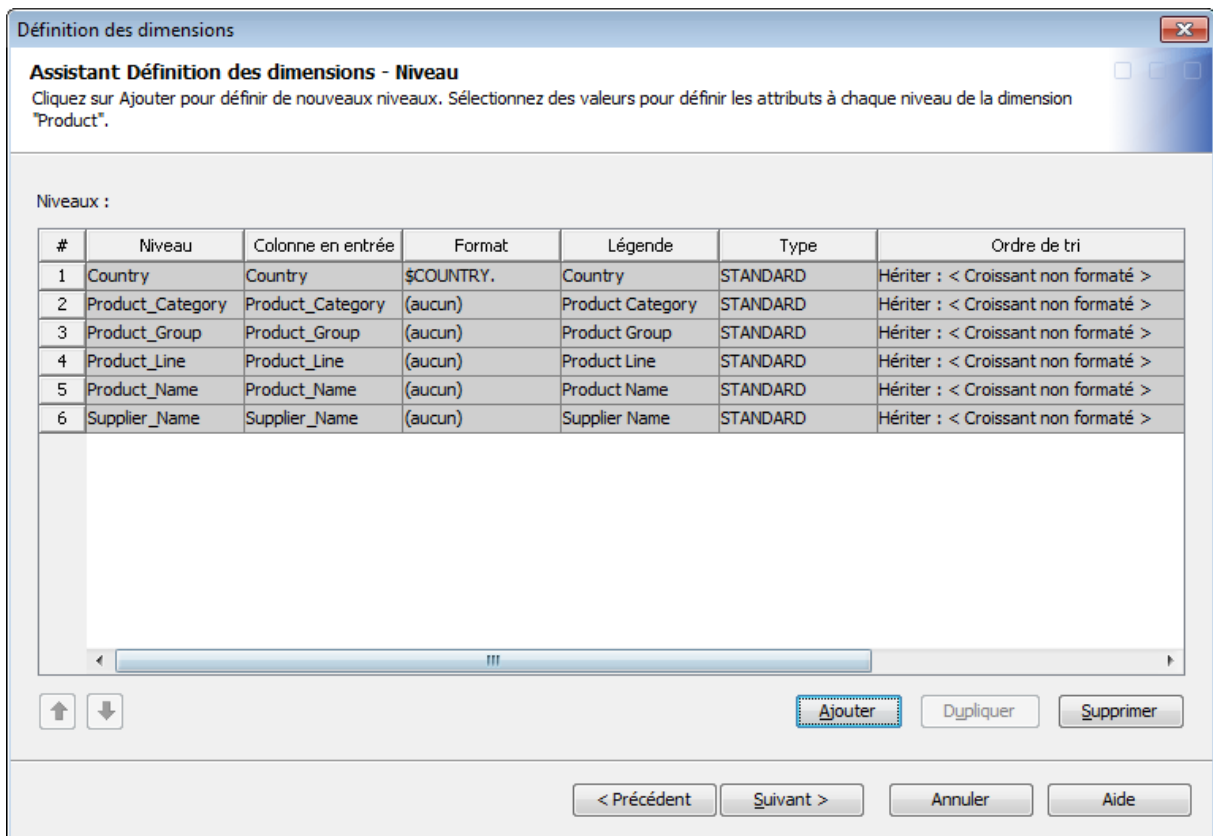 Définition des dimensions
Assistant Définition des dimensions - Niveau
Cliquez sur Ajouter pour définir de nouveaux niveaux. Sélectionnez des valeurs pour définir les attributs à chaque niveau de la dimension
"Product".
Niveaux :
# Niveau Colonne en entrée Format Légende Type Ordre de tri
1 Country Country $COUNTRY. Country STANDARD Hériter : < Croissant non formaté >
2 Product_Category Product_Category (aucun) Product Category STANDARD Hériter : < Croissant non formaté >
3 Product_Group Product_Group (aucun) Product Group STANDARD Hériter : < Croissant non formaté >
4 Product_Line Product_Line (aucun) Product Line STANDARD Hériter : < Croissant non formaté >
5 Product_Name Product_Name (aucun) Product Name STANDARD Hériter : < Croissant non formaté >
6 Supplier_Name Supplier_Name (aucun) Supplier Name STANDARD Hériter : < Croissant non formaté >
Ajouter Dupliquer Supprimer
< Précédent Suivant > Annuler Aide